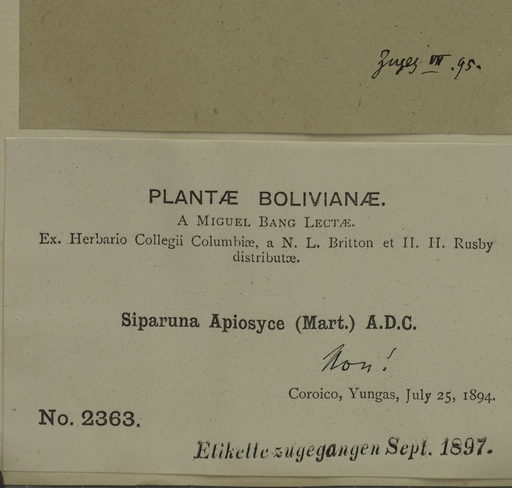 Zugeg VII .95.
PLANTÆ BOLIVIANÆ.
A MIGUEL BANG LECTÆ.
Ex. Herbario Collegii Columbiæ, a N. L. Britton et H. H. Rusby
distributæ.
Siparuna Apiosyce (Mart.) A.D.C.
Non!
Coroico, Yungas, July 25, 1894.
No. 2363.
Etikette zugegangen Sept. 1897.